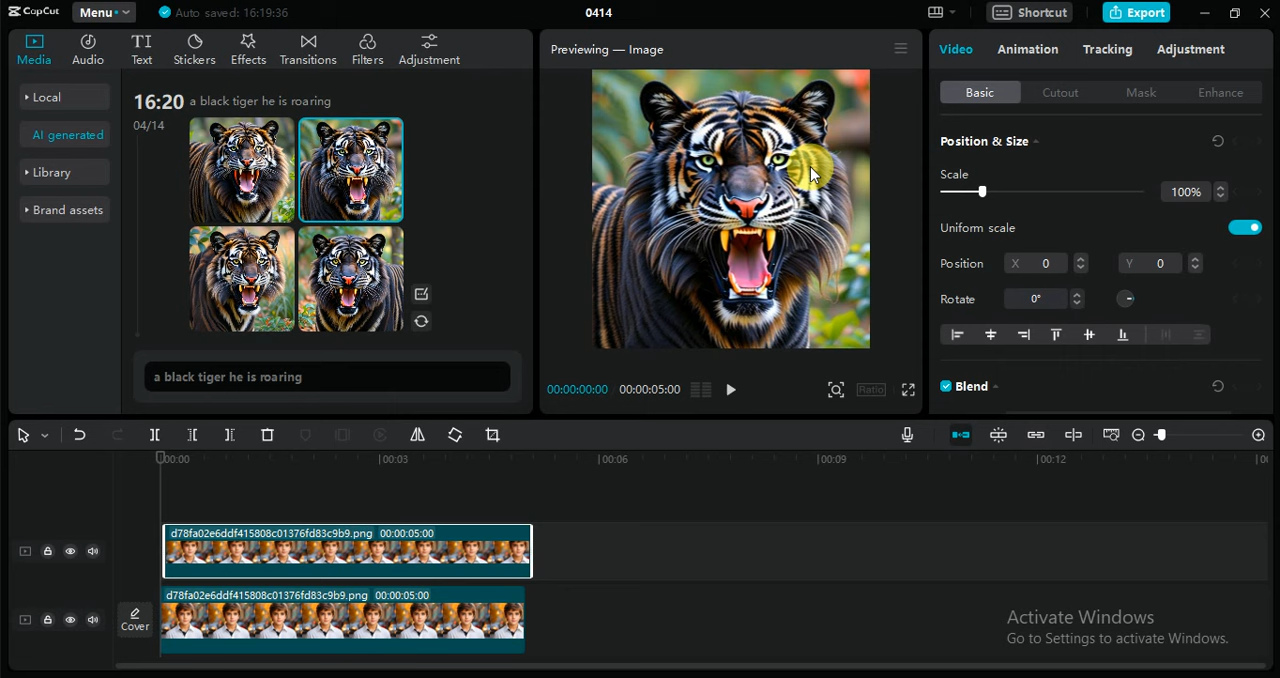 CapCut
Menu
Auto saved: 16:19:36
0414
Shortcut
Export
Media
Audio
Text
Stickers
Effects
Transitions
Filters
Adjustment
Local
AI generated
Library
Brand assets
16:20 a black tiger he is roaring
04/14
a black tiger he is roaring
Previewing — Image
00:00:00:00 00:00:05:00
Ratio
Video
Animation
Tracking
Adjustment
Basic
Cutout
Mask
Enhance
Position & Size
Scale
100%
Uniform scale
Position X 0 Y 0
Rotate 0°
Blend
00:00
00:03
00:06
00:09
00:12
d78fa02e6ddf415808c01376fd83c9b9.png 00:00:05:00
d78fa02e6ddf415808c01376fd83c9b9.png 00:00:05:00
Cover
Activate Windows
Go to Settings to activate Windows.